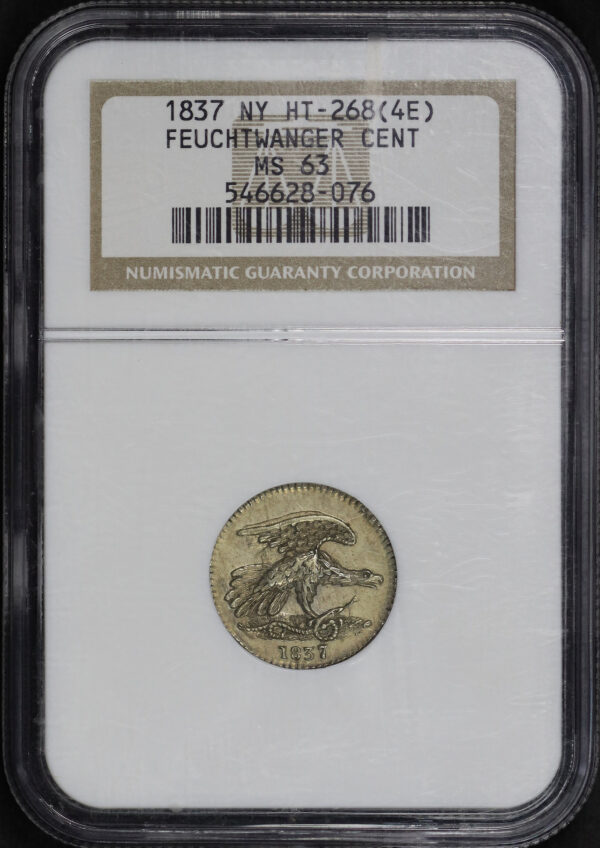 1837 NY HT-268(4E)
FEUCHTWANGER CENT
MS 63
546628-076
NUMISMATIC GUARANTY CORPORATION
1837